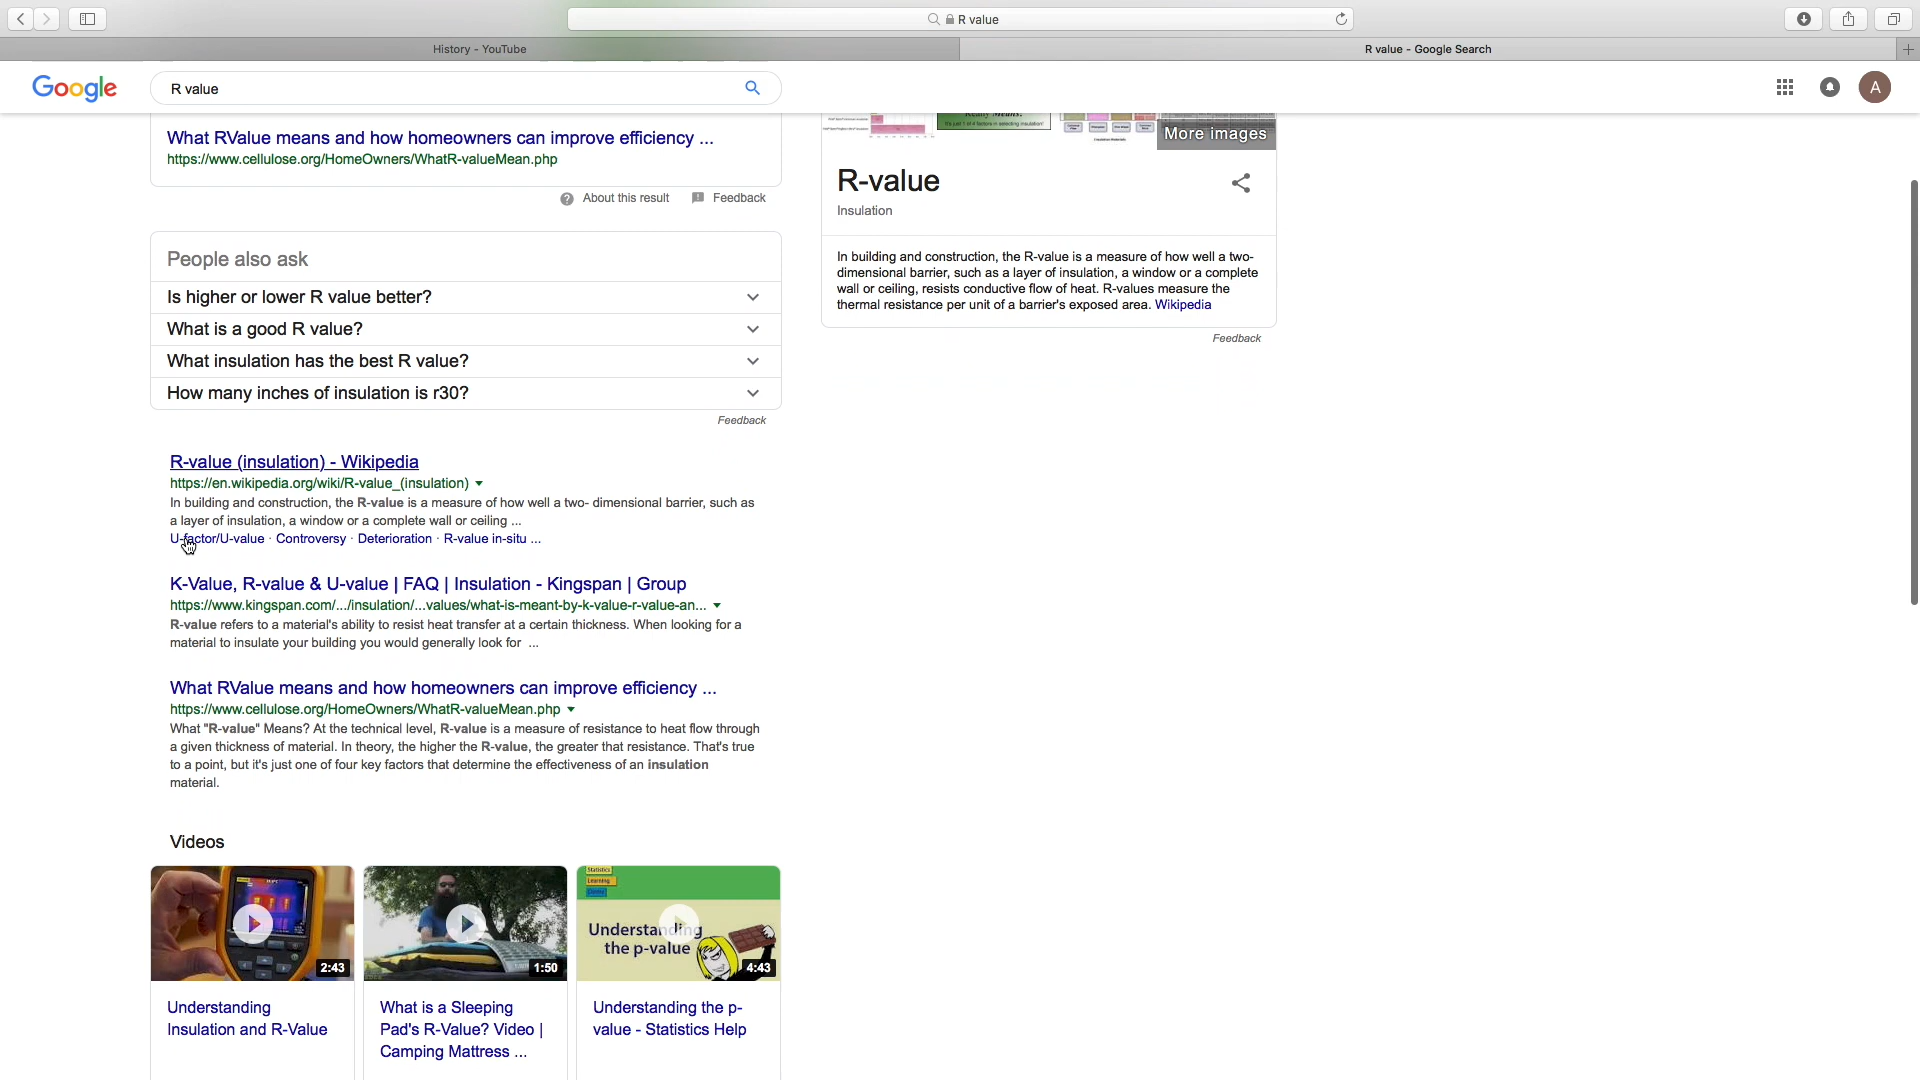 R value
History - YouTube
R value - Google Search
Google
R value
A
What RValue means and how homeowners can improve efficiency ...
https://www.cellulose.org/HomeOwners/WhatR-valueMean.php
About this result
Feedback
People also ask
Is higher or lower R value better?
What is a good R value?
What insulation has the best R value?
How many inches of insulation is r30?
Feedback
R-value (insulation) - Wikipedia
https://en.wikipedia.org/wiki/R-value_(insulation)
In building and construction, the R-value is a measure of how well a two- dimensional barrier, such as
a layer of insulation, a window or a complete wall or ceiling ...
U-factor/U-value · Controversy · Deterioration · R-value in-situ ...
K-Value, R-value & U-value | FAQ | Insulation - Kingspan | Group
https://www.kingspan.com/.../insulation/...values/what-is-meant-by-k-value-r-value-an...
R-value refers to a material's ability to resist heat transfer at a certain thickness. When looking for a
material to insulate your building you would generally look for ...
What RValue means and how homeowners can improve efficiency ...
https://www.cellulose.org/HomeOwners/WhatR-valueMean.php
What "R-value" Means? At the technical level, R-value is a measure of resistance to heat flow through
a given thickness of material. In theory, the higher the R-value, the greater that resistance. That's true
to a point, but it's just one of four key factors that determine the effectiveness of an insulation
material.
Videos
2:43
Understanding
Insulation and R-Value
1:50
What is a Sleeping
Pad's R-Value? Video |
Camping Mattress ...
Statistics
Learning
Understanding
the p-value
4:43
Understanding the p-
value - Statistics Help
More images
R-value
Insulation
In building and construction, the R-value is a measure of how well a two-
dimensional barrier, such as a layer of insulation, a window or a complete
wall or ceiling, resists conductive flow of heat. R-values measure the
thermal resistance per unit of a barrier's exposed area. Wikipedia
Feedback